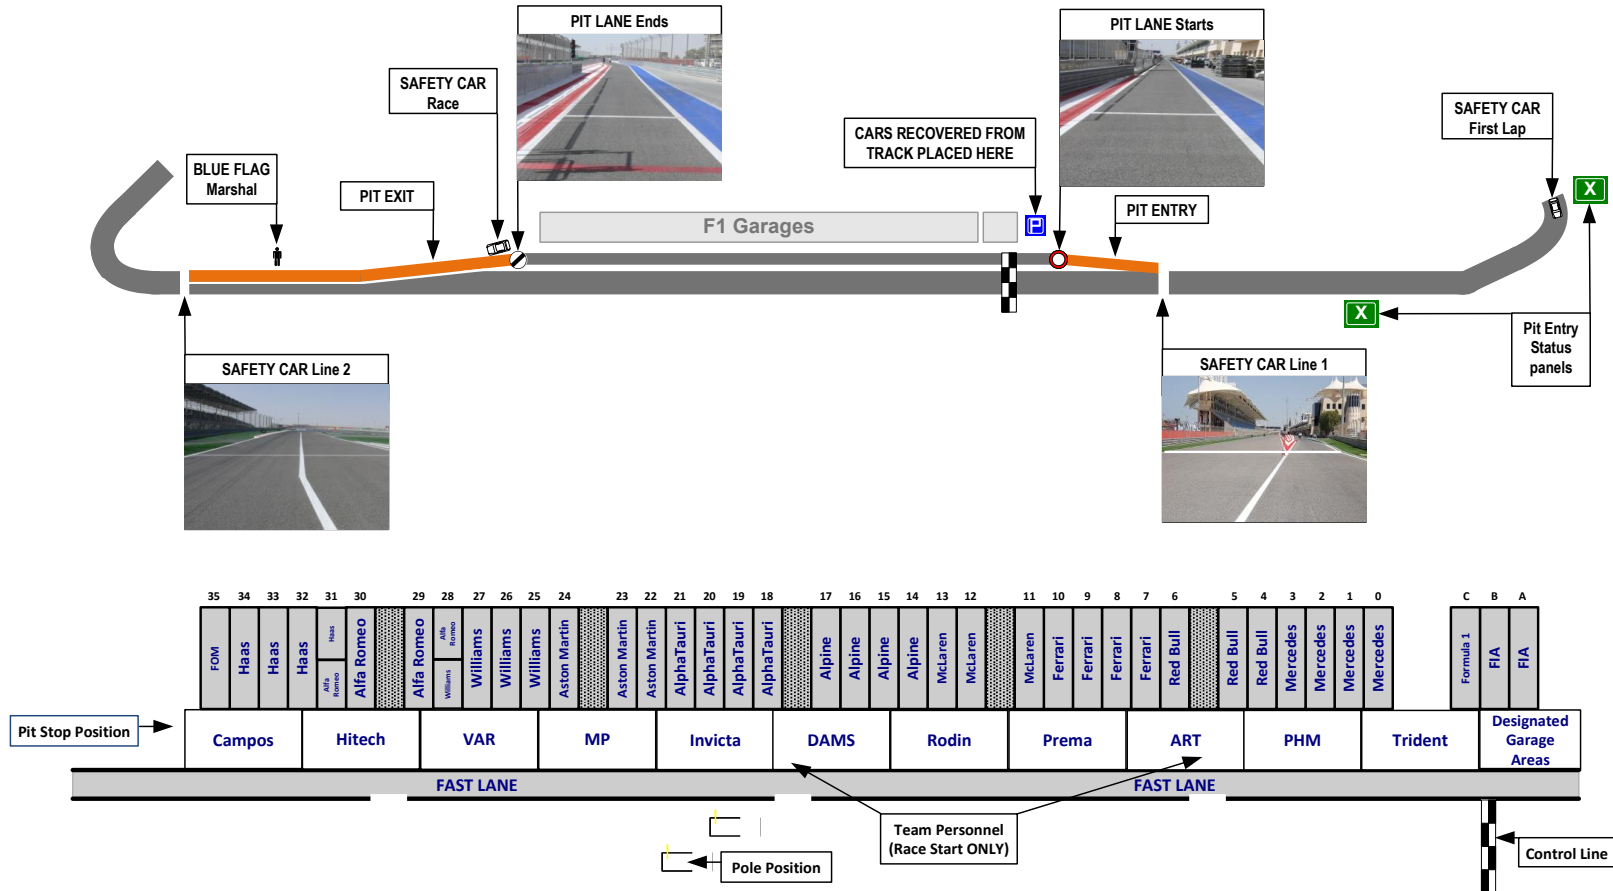 PIT LANE Ends
PIT LANE Starts
SAFETY CAR
Race
SAFETY CAR
First Lap
CARS RECOVERED FROM
TRACK PLACED HERE
BLUE FLAG
Marshal
PIT EXIT
F1 Garages
P
PIT ENTRY
X
X
Pit Entry
Status
panels
SAFETY CAR Line 2
SAFETY CAR Line 1
35 34 33 32 31 30 29 28 27 26 25 24 23 22 21 20 19 18 17 16 15 14 13 12 11 10 9 8 7 6 5 4 3 2 1 0 C B A
FOM
Haas
Haas
Haas
Haas
Alfa
Romeo
Alfa Romeo
Alfa Romeo
Alfa
Romeo
Williams
Williams
Williams
Williams
Aston Martin
Aston Martin
Aston Martin
AlphaTauri
AlphaTauri
AlphaTauri
AlphaTauri
Alpine
Alpine
Alpine
Alpine
McLaren
McLaren
McLaren
Ferrari
Ferrari
Ferrari
Ferrari
Red Bull
Red Bull
Red Bull
Mercedes
Mercedes
Mercedes
Mercedes
Formula 1
FIA
FIA
Pit Stop Position
Campos Hitech VAR MP Invicta DAMS Rodin Prema ART PHM Trident
Designated
Garage
Areas
FAST LANE FAST LANE
Team Personnel
(Race Start ONLY)
Pole Position
Control Line